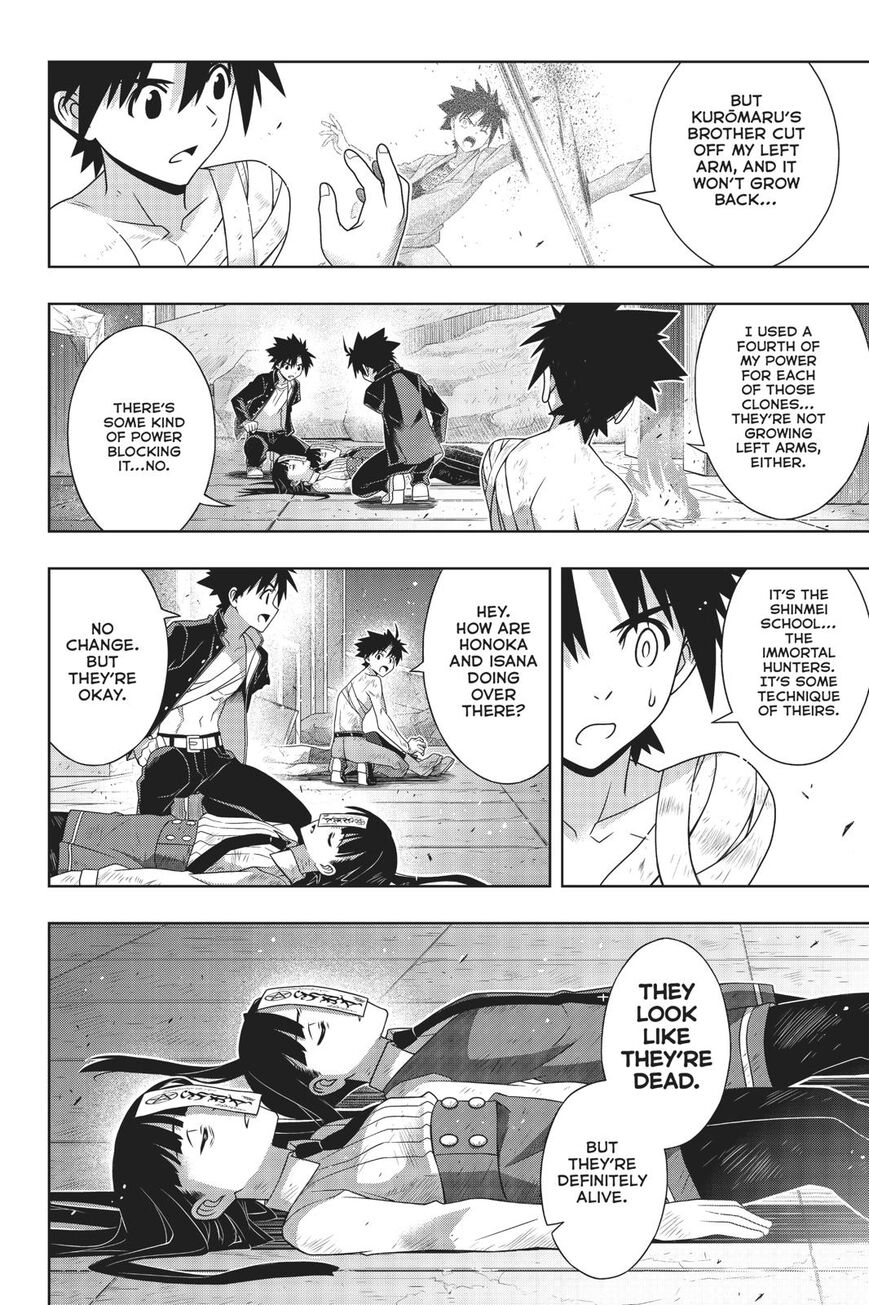 BUT
KURŌMARU'S
BROTHER CUT
OFF MY LEFT
ARM, AND IT
WON'T GROW
BACK...
I USED A
FOURTH OF
MY POWER
FOR EACH
OF THOSE
CLONES...
THEY'RE NOT
GROWING
LEFT ARMS,
EITHER.
THERE'S
SOME KIND
OF POWER
BLOCKING
IT...NO.
IT'S THE
SHINMEI
SCHOOL...
THE
IMMORTAL
HUNTERS.
IT'S SOME
TECHNIQUE
OF THEIRS.
HEY.
HOW ARE
HONOKA
AND ISANA
DOING
OVER
THERE?
NO
CHANGE.
BUT
THEY'RE
OKAY.
THEY
LOOK
LIKE
THEY'RE
DEAD.
BUT
THEY'RE
DEFINITELY
ALIVE.